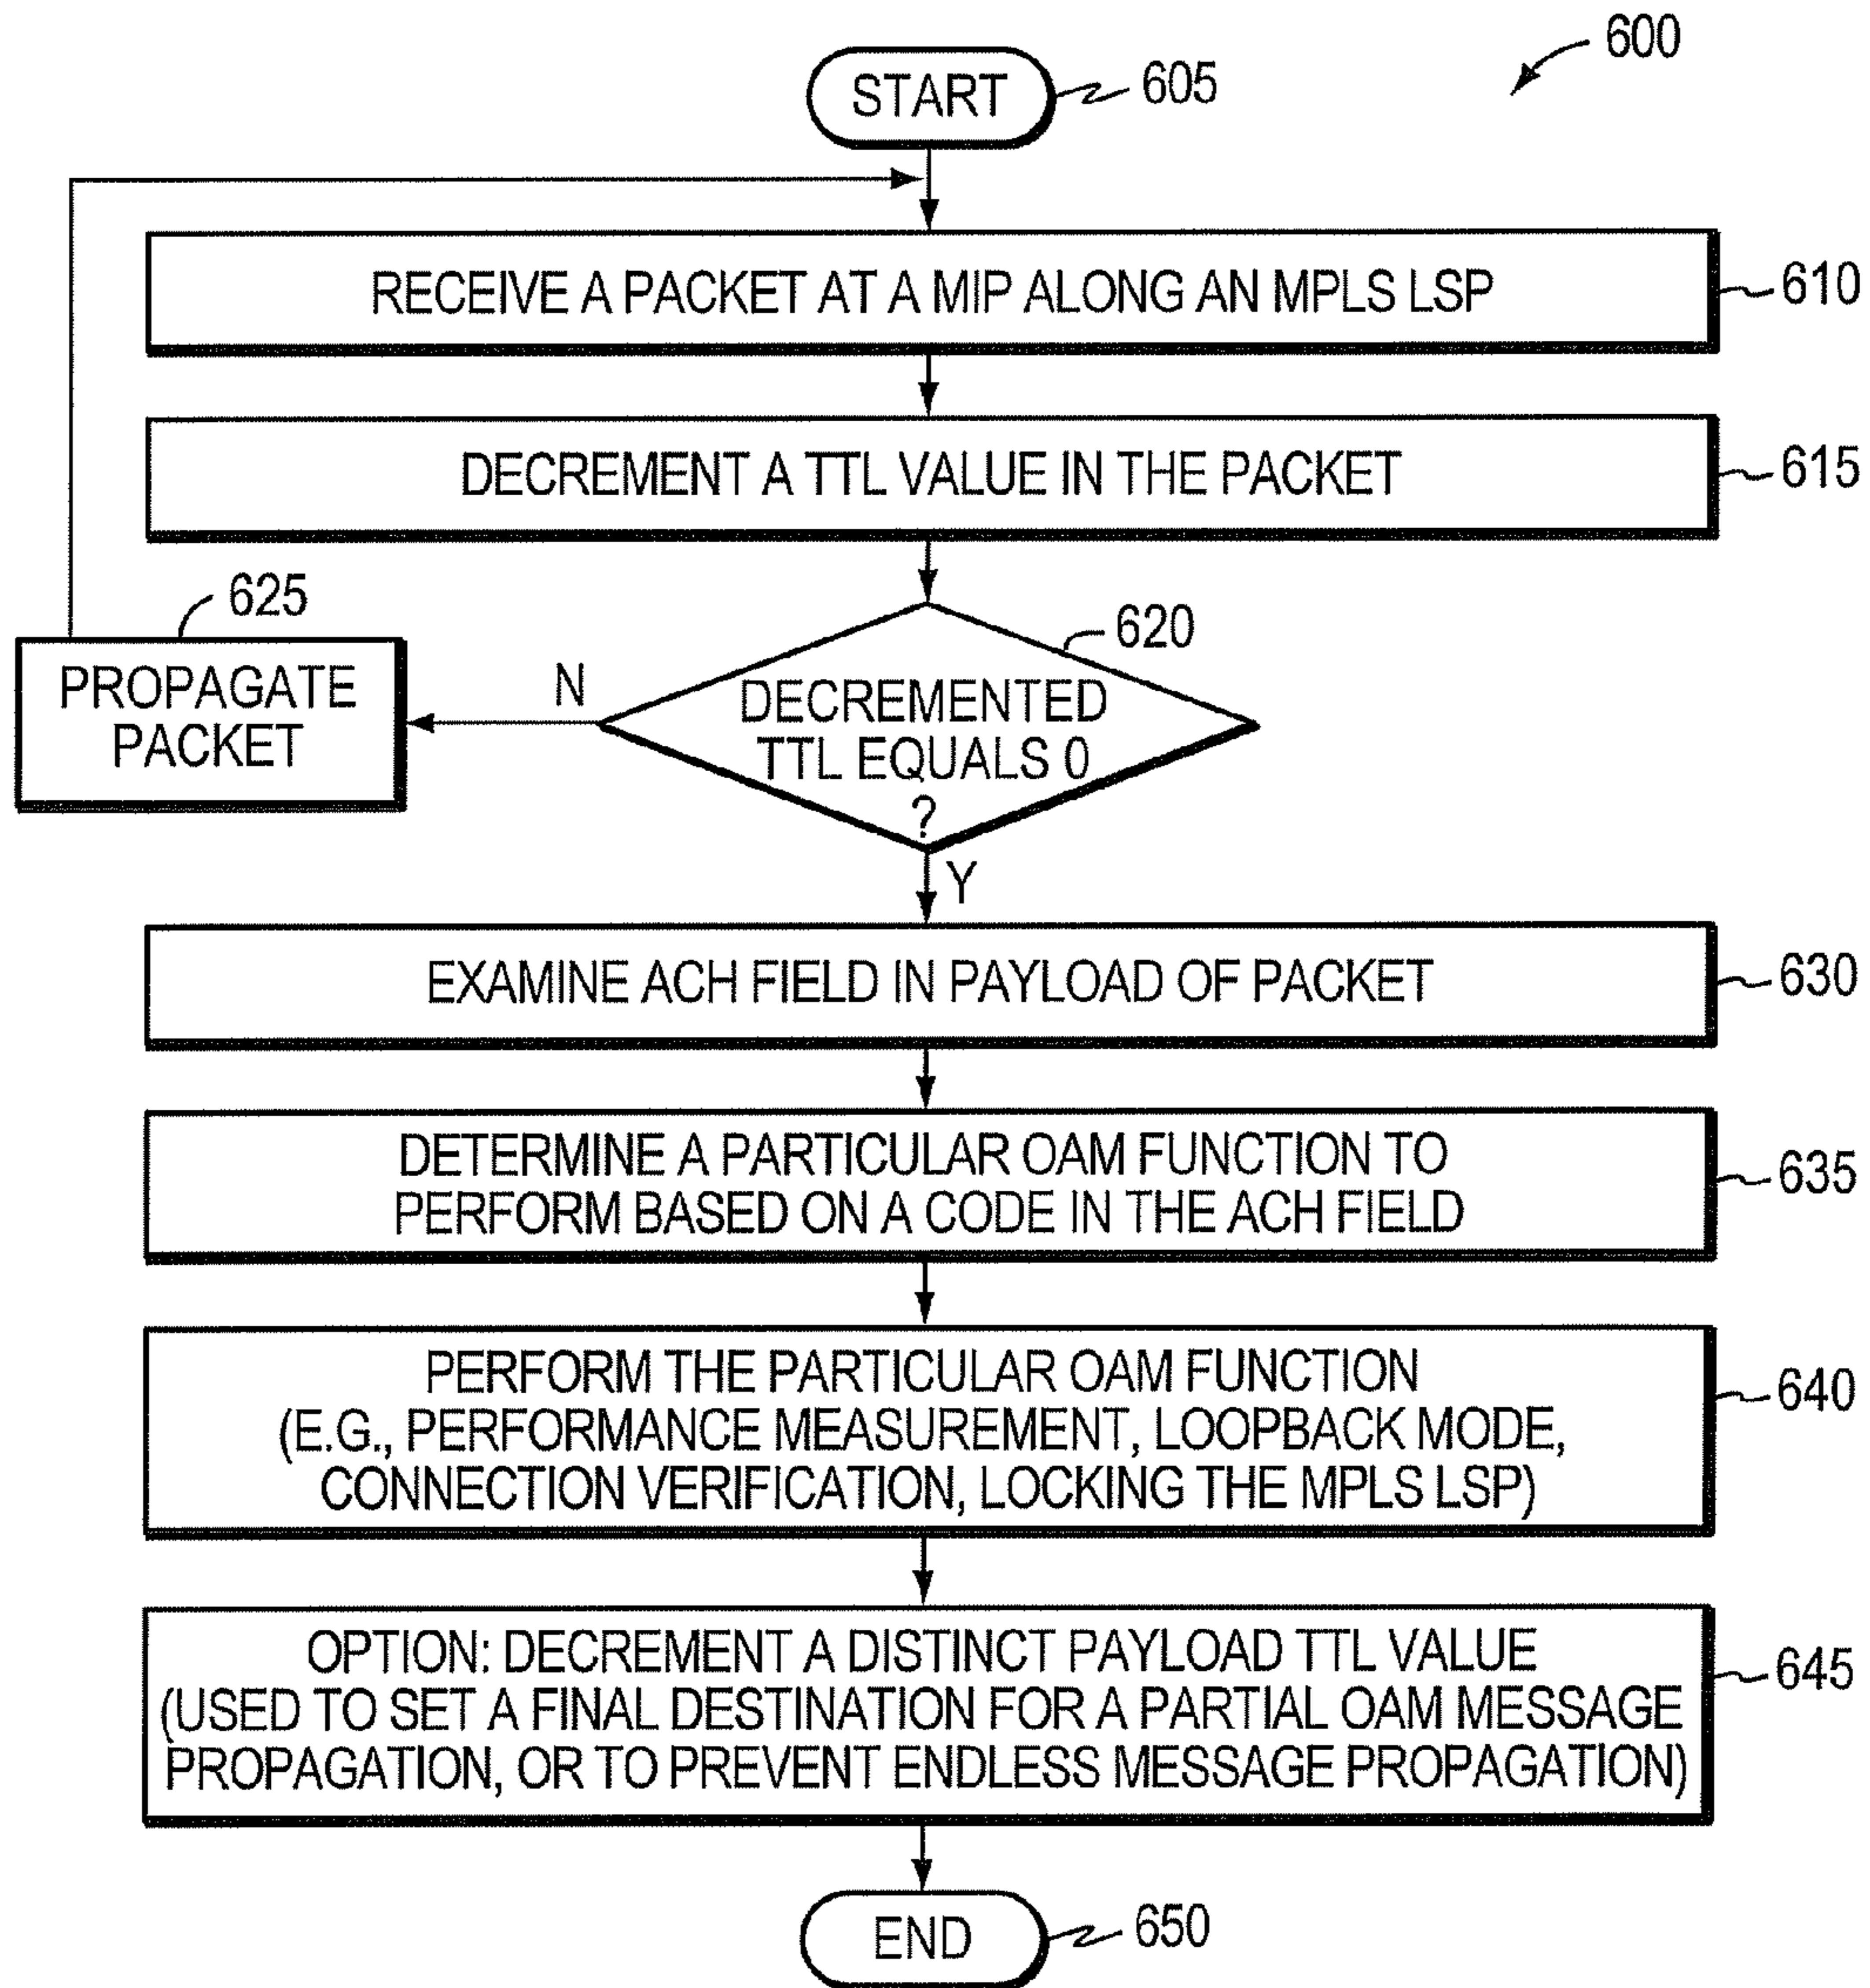 600
START
605
RECEIVE A PACKET AT A MIP ALONG AN MPLS LSP
610
DECREMENT A TTL VALUE IN THE PACKET
615
625
PROPAGATE
PACKET
N
620
DECREMENTED
TTL EQUALS 0
?
Y
EXAMINE ACH FIELD IN PAYLOAD OF PACKET
630
DETERMINE A PARTICULAR OAM FUNCTION TO
PERFORM BASED ON A CODE IN THE ACH FIELD
635
PERFORM THE PARTICULAR OAM FUNCTION
(E.G., PERFORMANCE MEASUREMENT, LOOPBACK MODE,
CONNECTION VERIFICATION, LOCKING THE MPLS LSP)
640
OPTION: DECREMENT A DISTINCT PAYLOAD TTL VALUE
(USED TO SET A FINAL DESTINATION FOR A PARTIAL OAM MESSAGE
PROPAGATION, OR TO PREVENT ENDLESS MESSAGE PROPAGATION)
645
END
650